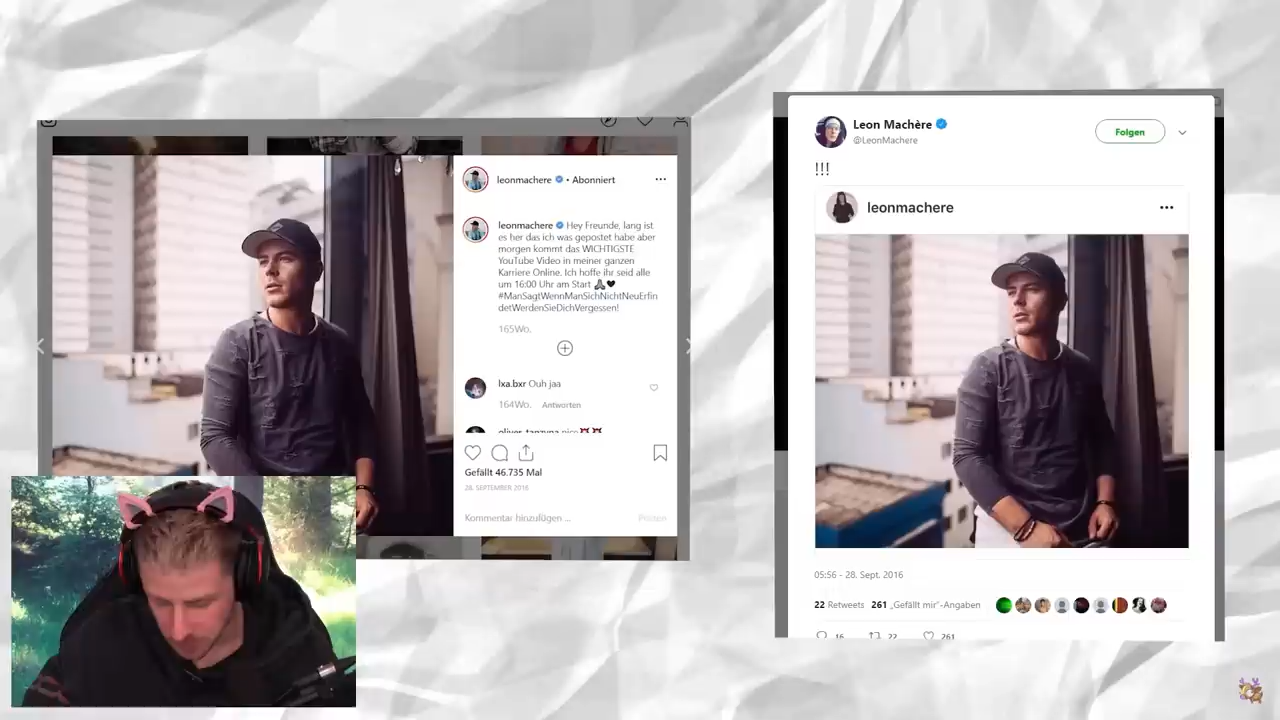 leonmachere • Abonniert
leonmachere Hey Freunde, lang ist
es her das ich was gepostet habe aber
morgen kommt das WICHTIGSTE
YouTube Video in meiner ganzen
Karriere Online. Ich hoffe ihr seid alle
um 16:00 Uhr am Start
#ManSagtWennManSichNichtNeuErfin
detWerdenSieDichVergessen!
165Wo.
lxa.bxr Ouh jaa
164Wo. Antworten
Gefällt 46.735 Mal
28. SEPTEMBER 2016
Kommentar hinzufügen ...
Posten
Leon Machère
@LeonMachere
Folgen
!!!
leonmachere
05:56 - 28. Sept. 2016
22 Retweets 261 „Gefällt mir“-Angaben
16 22 261